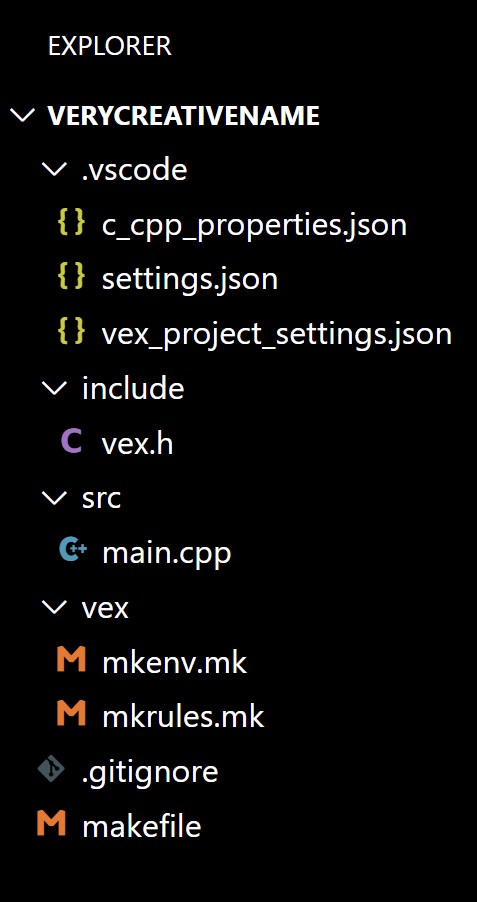 EXPLORER
VERYCREATIVENAME
.vscode
{} c_cpp_properties.json
{} settings.json
{} vex_project_settings.json
include
C vex.h
src
C++ main.cpp
vex
M mkenv.mk
M mkrules.mk
.gitignore
M makefile